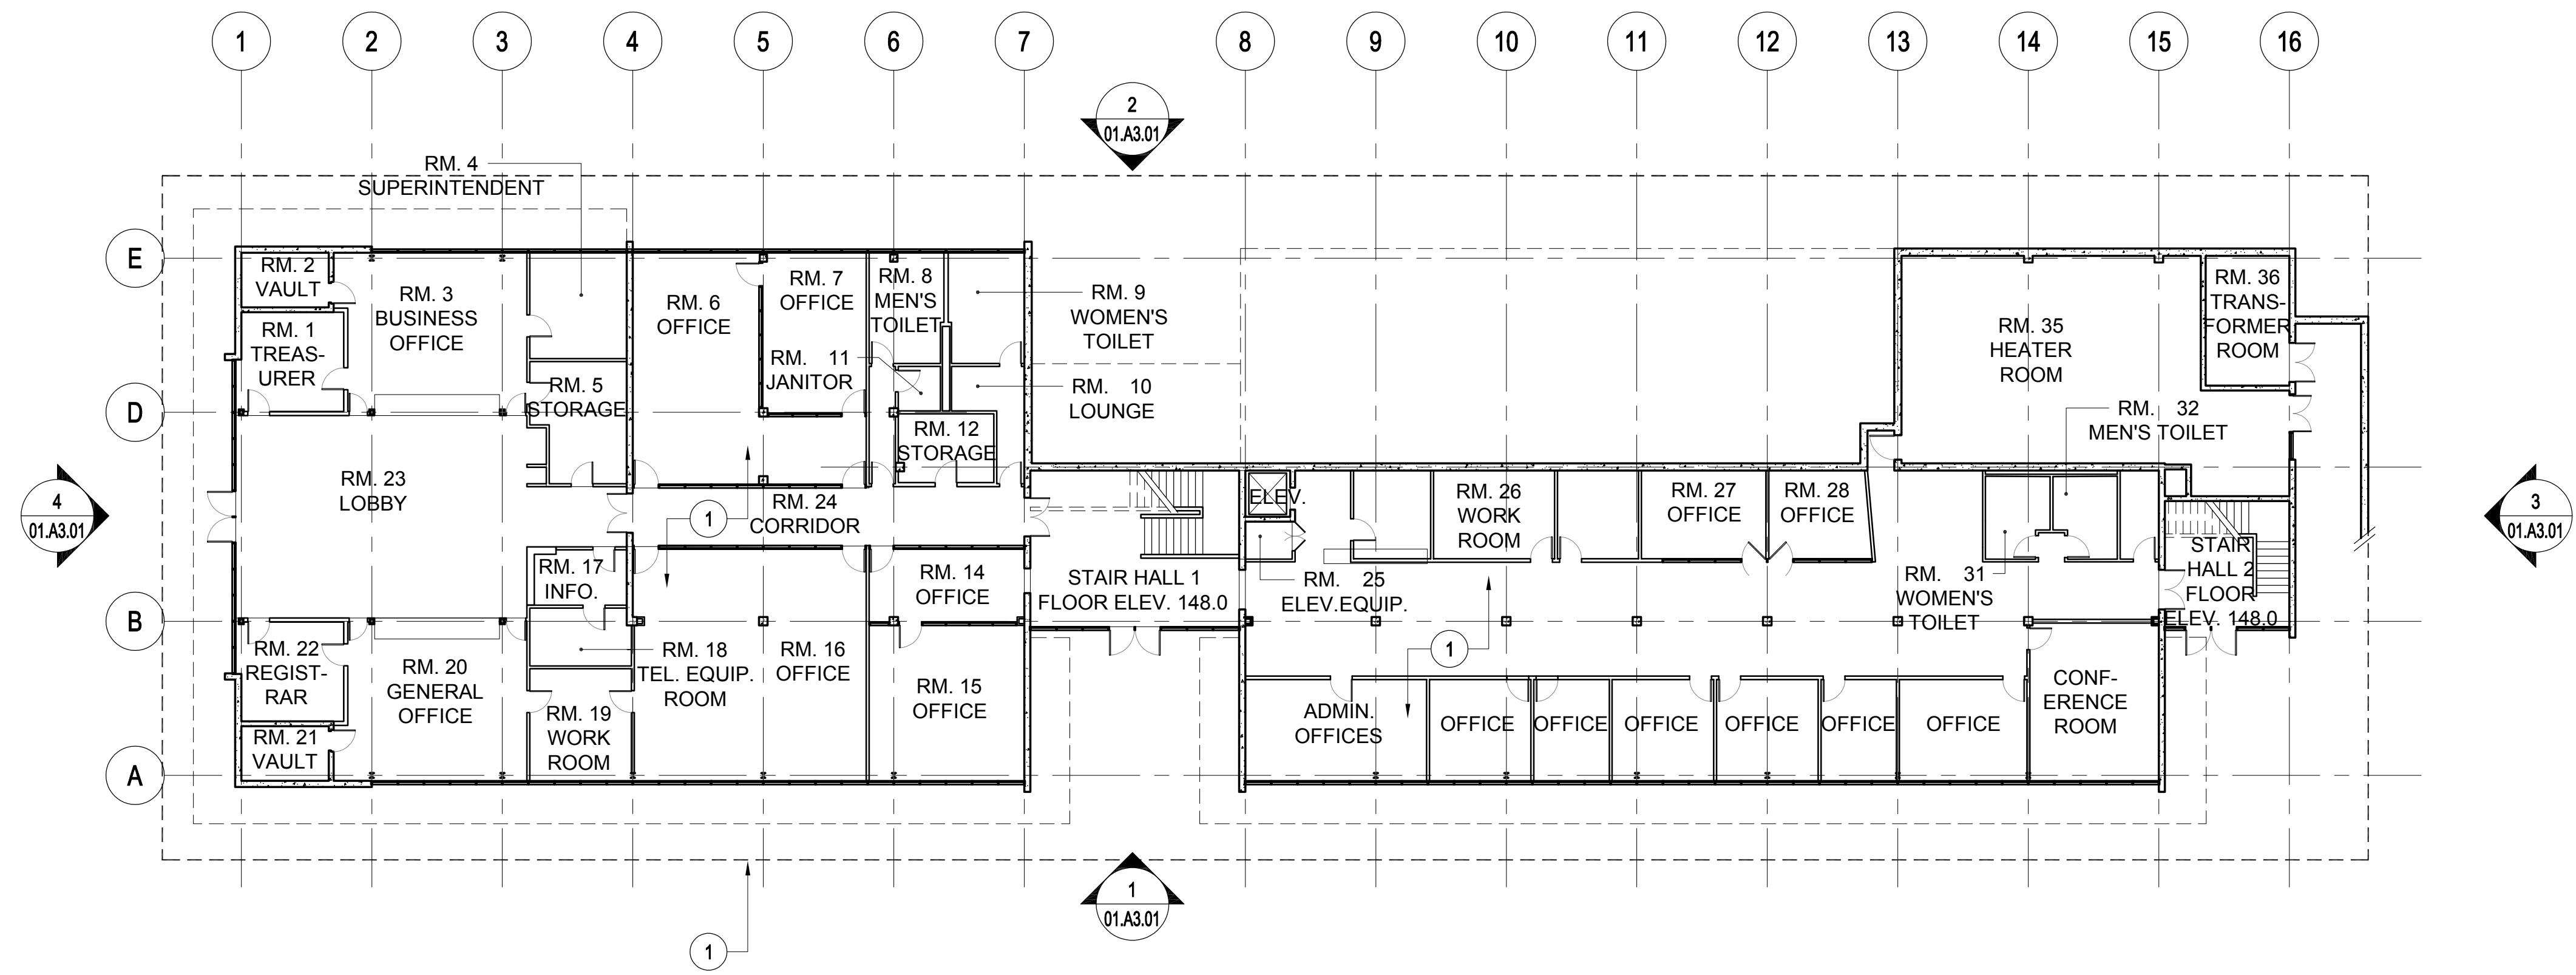 1 2 3 4 5 6 7 8 9 10 11 12 13 14 15 16
2
01.A3.01
RM. 4
SUPERINTENDENT
E
RM. 2
VAULT
RM. 3
BUSINESS
OFFICE
RM. 1
TREAS-
URER
RM. 5
STORAGE
RM. 6
OFFICE
RM. 7
OFFICE
RM. 8
MEN'S
TOILET
RM. 9
WOMEN'S
TOILET
RM. 11
JANITOR
RM. 10
LOUNGE
RM. 12
STORAGE
RM. 35
HEATER
ROOM
RM. 36
TRANS-
FORMER
ROOM
D
RM. 32
MEN'S TOILET
4
01.A3.01
RM. 23
LOBBY
1
RM. 24
CORRIDOR
ELEV.
RM. 26
WORK
ROOM
RM. 27
OFFICE
RM. 28
OFFICE
3
01.A3.01
RM. 17
INFO.
RM. 14
OFFICE
STAIR HALL 1
FLOOR ELEV. 148.0
RM. 25
ELEV.EQUIP.
RM. 31
WOMEN'S
TOILET
STAIR
HALL 2
FLOOR
ELEV. 148.0
B
RM. 22
REGIST-
RAR
RM. 20
GENERAL
OFFICE
RM. 18
TEL. EQUIP.
ROOM
RM. 16
OFFICE
RM. 15
OFFICE
1
RM. 19
WORK
ROOM
RM. 21
VAULT
ADMIN.
OFFICES
OFFICE
OFFICE
OFFICE
OFFICE
OFFICE
OFFICE
CONF-
ERENCE
ROOM
A
1
01.A3.01
1